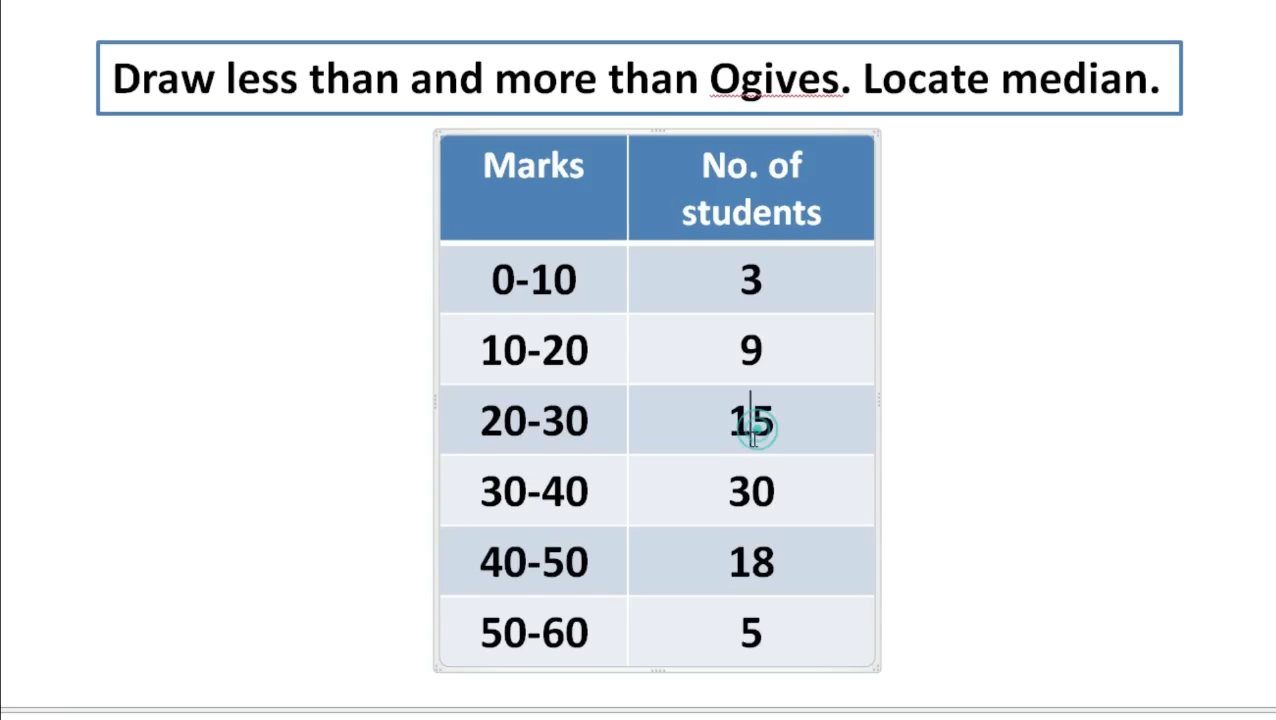 Draw less than and more than Ogives. Locate median.
Marks No. of
students
0-10 3
10-20 9
20-30 15
30-40 30
40-50 18
50-60 5